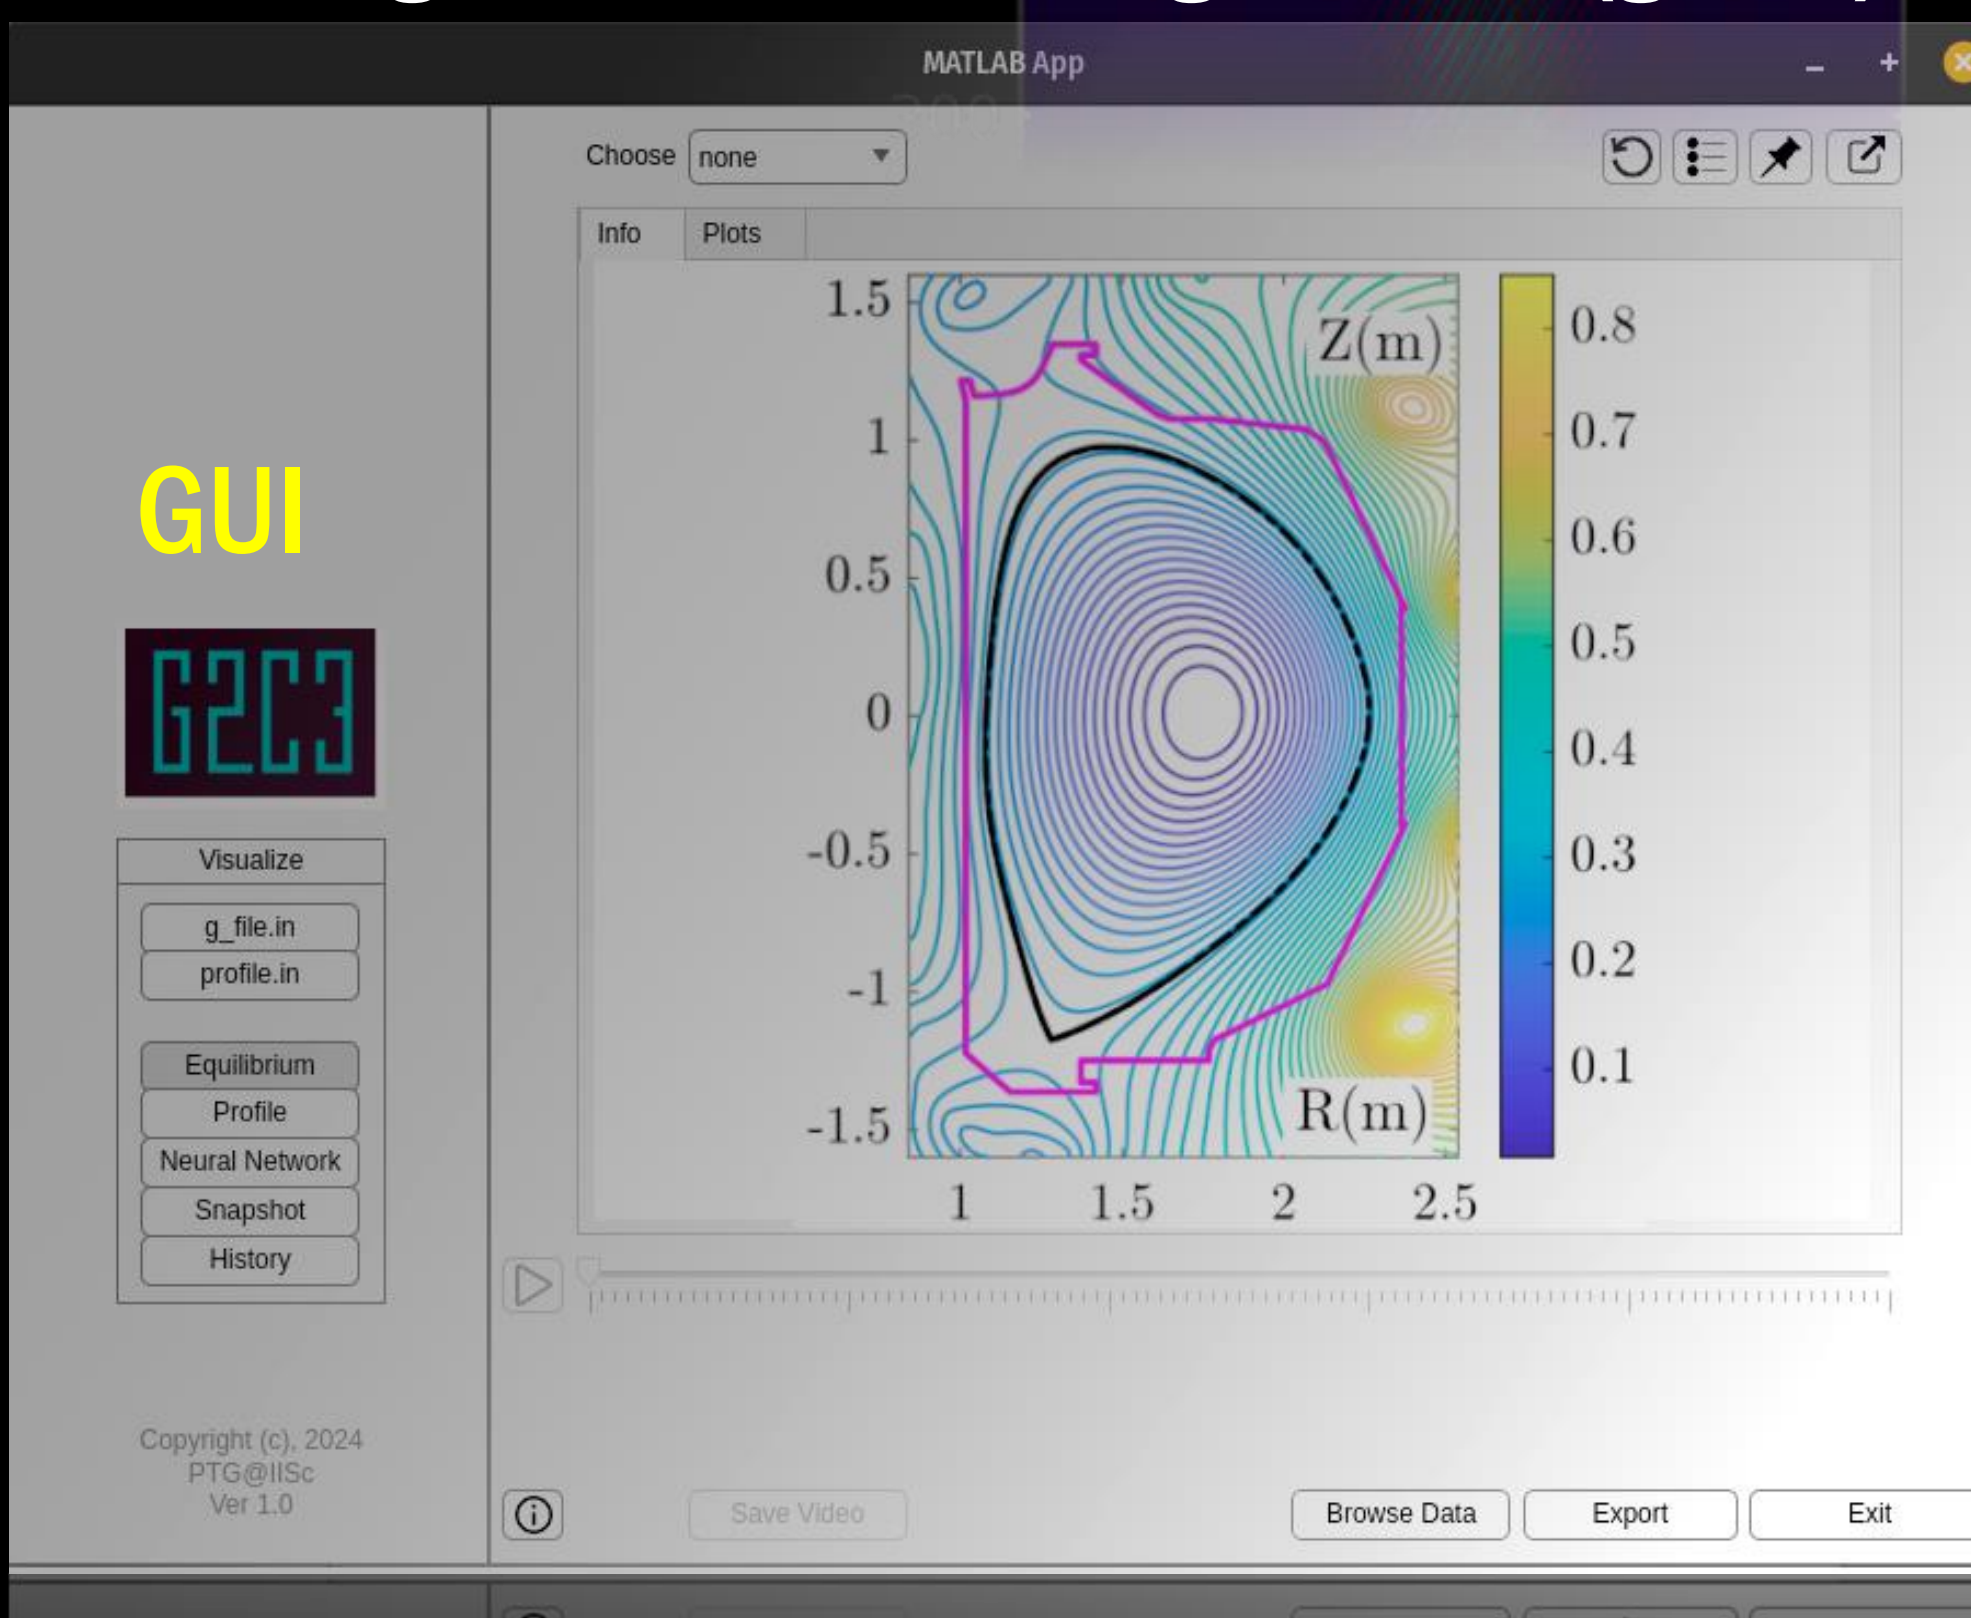 MATLAB App
Choose none
Info Plots
GUI
G2C3
Visualize
g_file.in
profile.in
Equilibrium
Profile
Neural Network
Snapshot
History
Copyright (c), 2024
PTG@IISc
Ver 1.0
1.5
1
0.5
0
-0.5
-1
-1.5
Z(m)
R(m)
1 1.5 2 2.5
0.8
0.7
0.6
0.5
0.4
0.3
0.2
0.1
Save Video Browse Data Export Exit